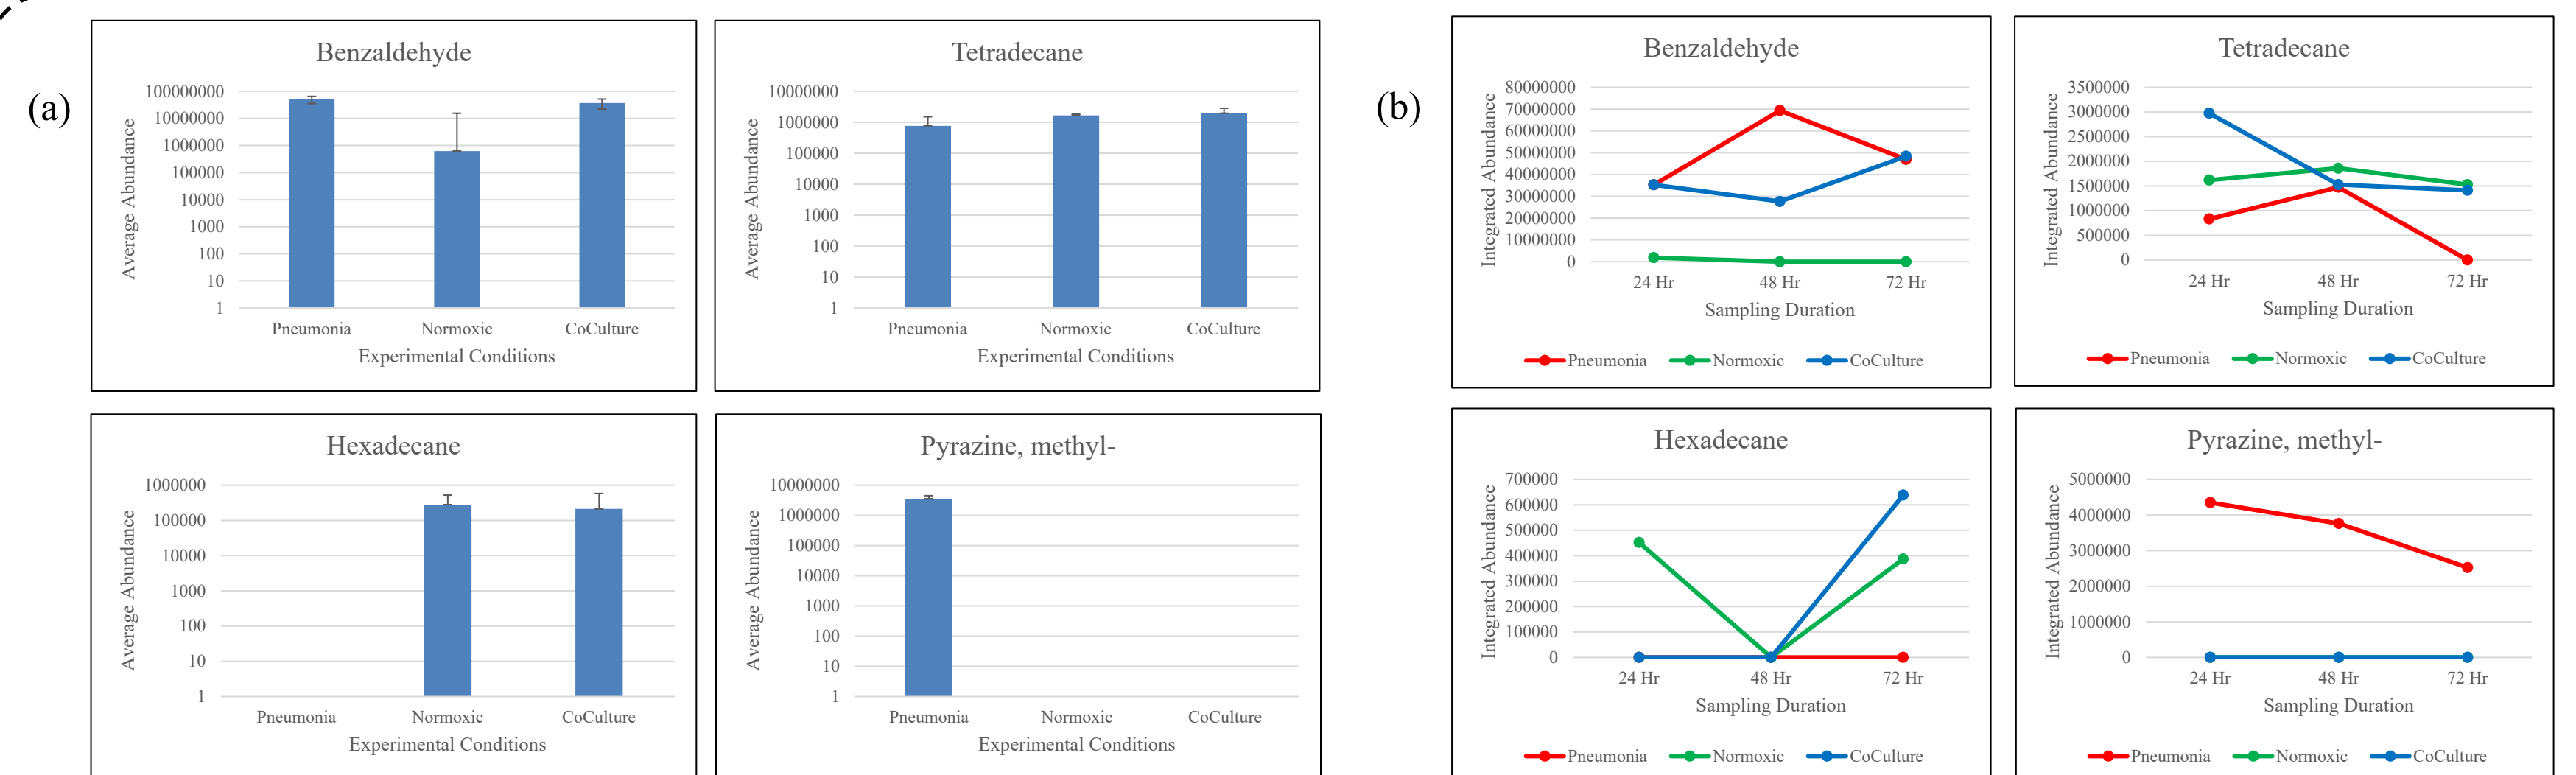 (a)
Benzaldehyde
Average Abundance
100000000
10000000
1000000
100000
10000
1000
100
10
1
Pneumonia Normoxic CoCulture
Experimental Conditions
Tetradecane
Average Abundance
10000000
1000000
100000
10000
1000
100
10
1
Pneumonia Normoxic CoCulture
Experimental Conditions
Hexadecane
Average Abundance
1000000
100000
10000
1000
100
10
1
Pneumonia Normoxic CoCulture
Experimental Conditions
Pyrazine, methyl-
Average Abundance
10000000
1000000
100000
10000
1000
100
10
1
Pneumonia Normoxic CoCulture
Experimental Conditions
(b)
Benzaldehyde
Integrated Abundance
80000000
70000000
60000000
50000000
40000000
30000000
20000000
10000000
0
24 Hr 48 Hr 72 Hr
Sampling Duration
Pneumonia Normoxic CoCulture
Tetradecane
Integrated Abundance
3500000
3000000
2500000
2000000
1500000
1000000
500000
0
24 Hr 48 Hr 72 Hr
Sampling Duration
Pneumonia Normoxic CoCulture
Hexadecane
Integrated Abundance
700000
600000
500000
400000
300000
200000
100000
0
24 Hr 48 Hr 72 Hr
Sampling Duration
Pneumonia Normoxic CoCulture
Pyrazine, methyl-
Integrated Abundance
5000000
4000000
3000000
2000000
1000000
0
24 Hr 48 Hr 72 Hr
Sampling Duration
Pneumonia Normoxic CoCulture